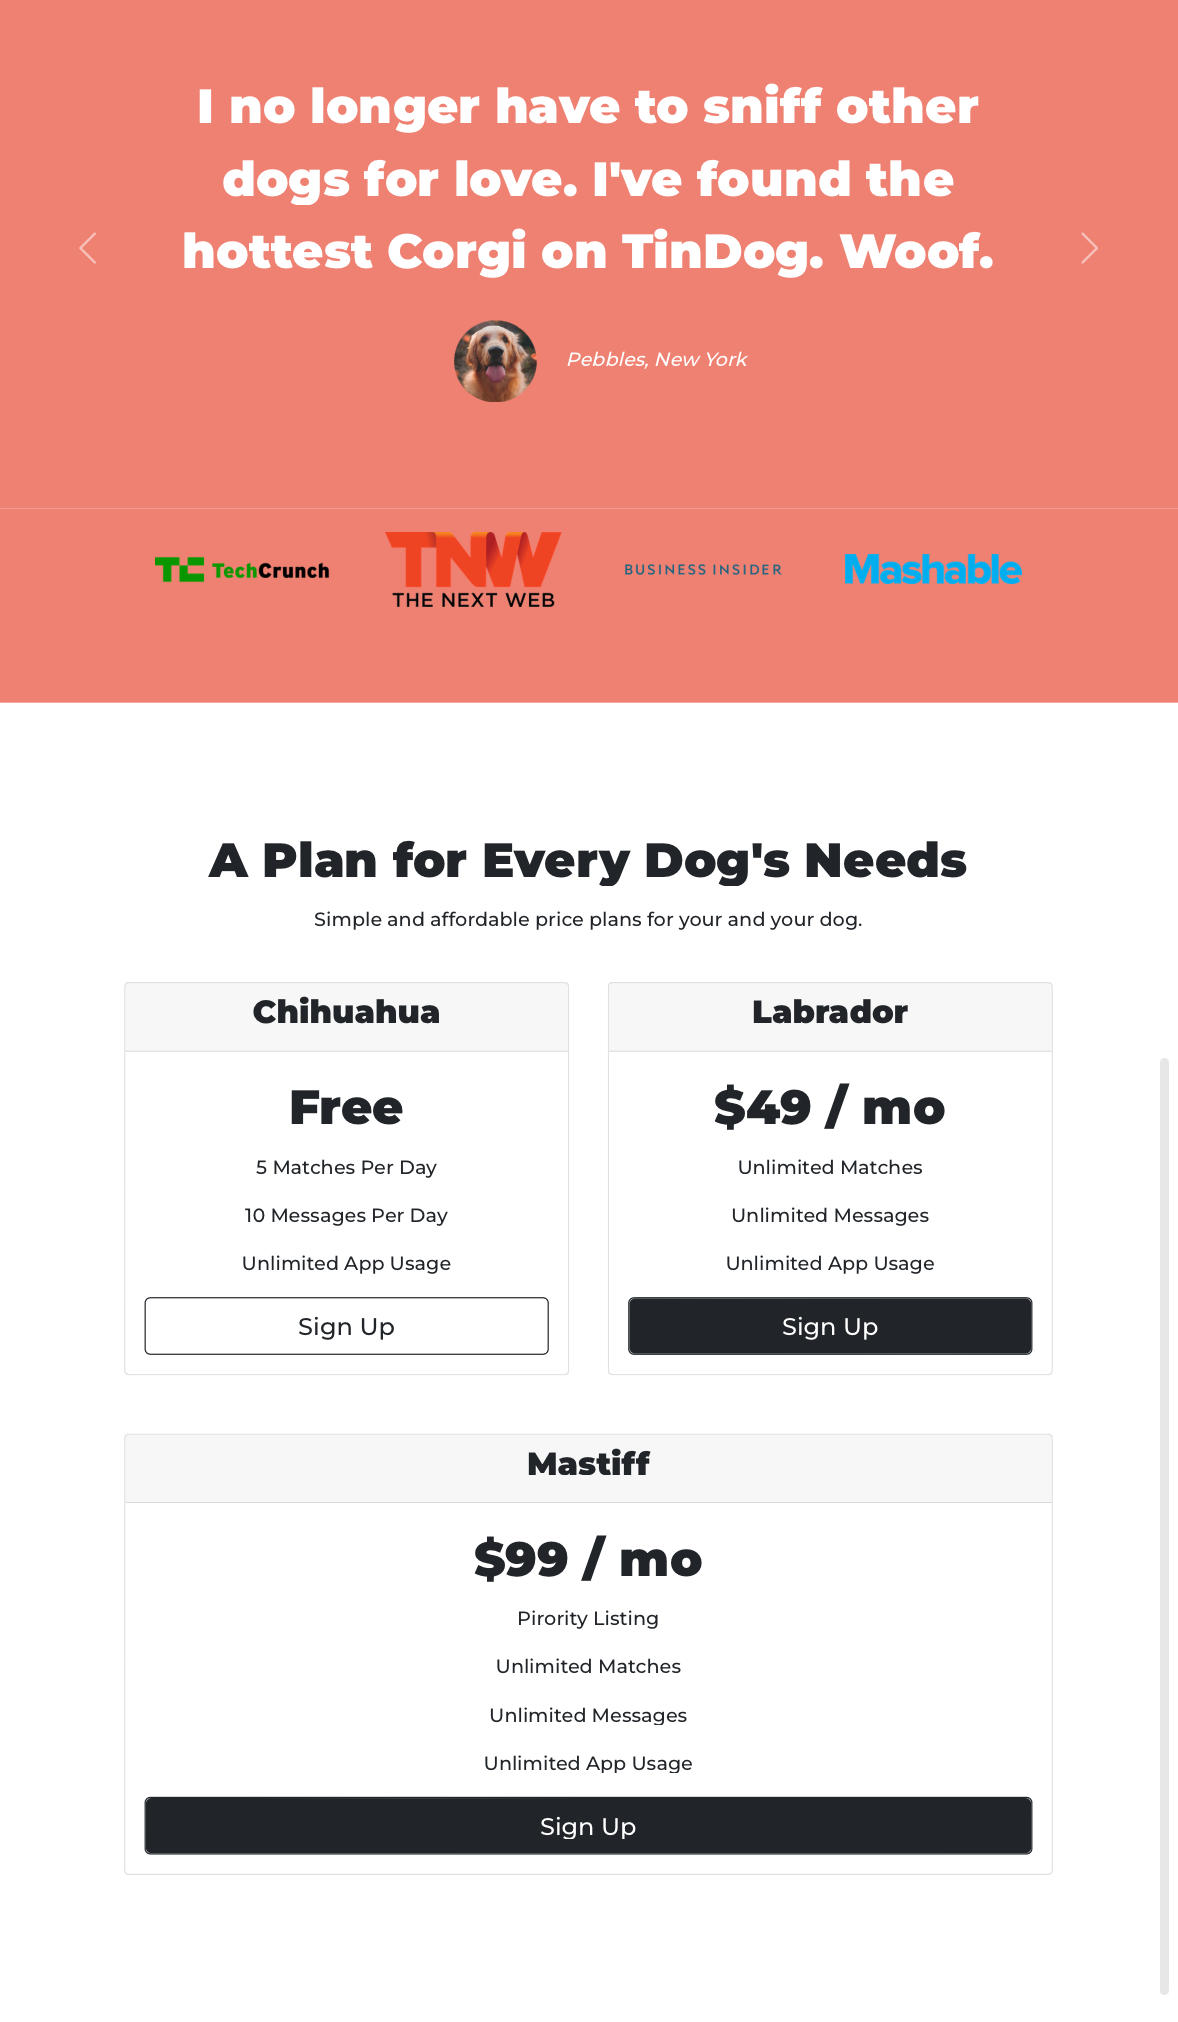 I no longer have to sniff other
dogs for love. I've found the
hottest Corgi on TinDog. Woof.
Pebbles, New York
TC TechCrunch
TNW
THE NEXT WEB
BUSINESS INSIDER
Mashable
A Plan for Every Dog's Needs
Simple and affordable price plans for your and your dog.
Chihuahua
Free
5 Matches Per Day
10 Messages Per Day
Unlimited App Usage
Sign Up
Labrador
$49 / mo
Unlimited Matches
Unlimited Messages
Unlimited App Usage
Sign Up
Mastiff
$99 / mo
Pirority Listing
Unlimited Matches
Unlimited Messages
Unlimited App Usage
Sign Up